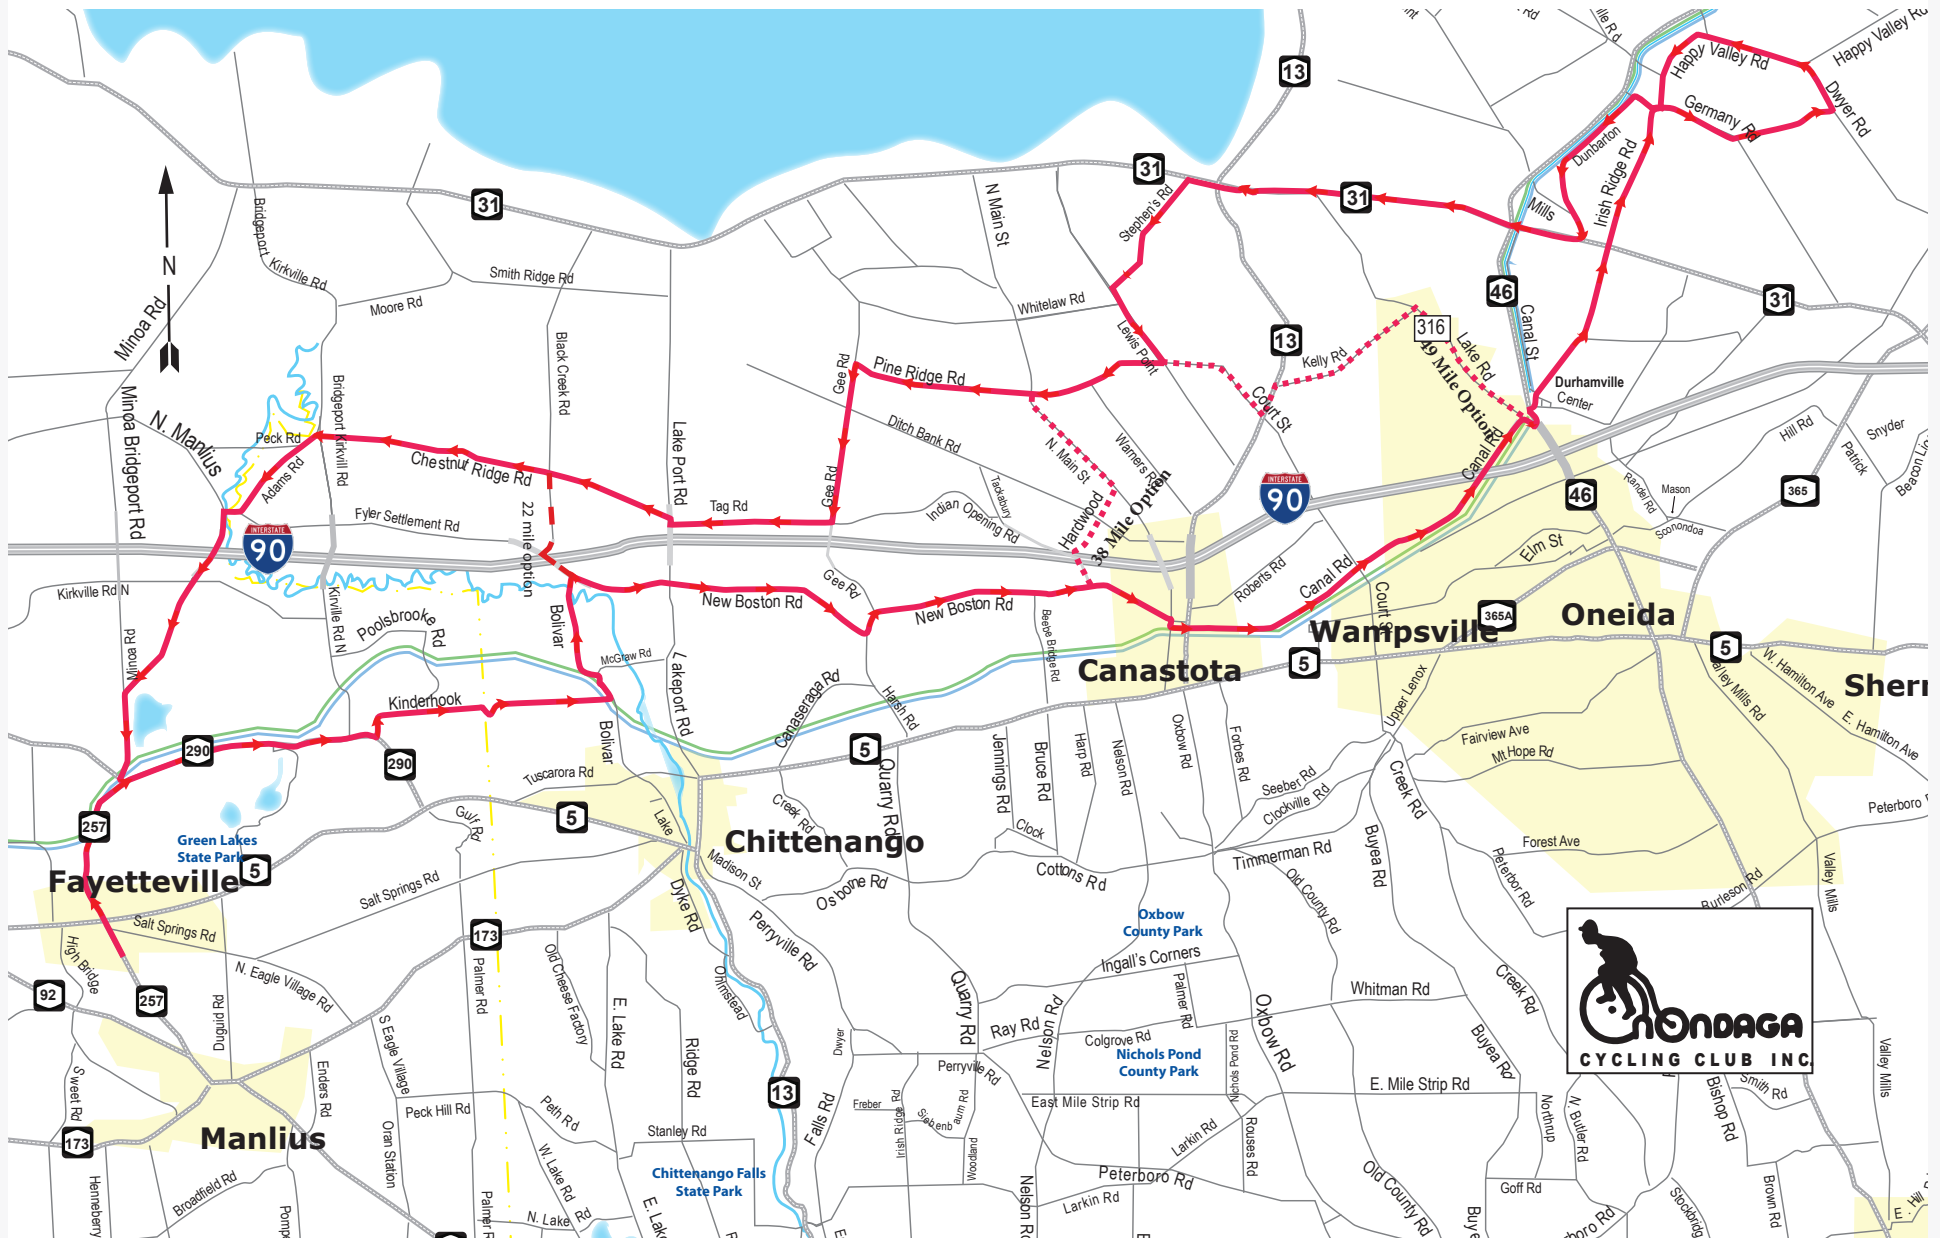 13
31
31
31
46
13
316
31
46
365
5
365A
5
5
5
5
290
290
257
257
92
173
173
13
INTERSTATE
90
INTERSTATE
90
N
Happy Valley Rd
Happy Valley Rd
Dwyer Rd
Germany Rd
Dunbarton
Irish Ridge Rd
Mills
Stephen's Rd
N Main St
Whitelaw Rd
Lewis Point
Smith Ridge Rd
Moore Rd
Bridgeport
Kirkville Rd
Minoa Rd
Black Creek Rd
Gee Rd
Pine Ridge Rd
Kelly Rd
Lake Rd
49 Mile Option
Canal St
Durhamville
Center
Court St
Ditch Bank Rd
N. Main St
Warners Rd
Hardwood
38 Mile Option
Tackabury
Indian Opening Rd
Gee Rd
Tag Rd
Lake Port Rd
Chestnut Ridge Rd
Bridgeport Kirkvill Rd
Peck Rd
Adams Rd
N. Manlius
Minoa Bridgeport Rd
Fyler Settlement Rd
22 mile option
Canal Rd
Hill Rd
Patrick
Snyder
Randel Rd
Mason
Sconondoa
Elm St
Canal Rd
Roberts Rd
Court St
Oneida
Wampsville
Canastota
New Boston Rd
New Boston Rd
Gee Rd
Beebe Bridge Rd
Bolivar
McGraw Rd
Lakeport Rd
Kirkville Rd N
Kirville Rd N
Poolsbrooke Rd
Minoa Rd
Kinderhook
Canaseraga Rd
Harsh Rd
Bolivar
Tuscarora Rd
Lake
Gulf Rd
Green Lakes
State Park
Fayetteville
Chittenango
Creek Rd
Quarry Rd
Jennings Rd
Bruce Rd
Harp Rd
Nelson Rd
Oxbow Rd
Forbes Rd
Upper Lenox
Seeber Rd
Clockville Rd
Fairview Ave
Mt Hope Rd
Creek Rd
W. Hamilton Ave
E. Hamilton Ave
Forest Ave
Burleson Rd
Valley Mills
Clock
Cottons Rd
Timmerman Rd
Buyea Rd
Old County Rd
Peterbor Rd
Osborne Rd
Madison St
Dyke Rd
Perryville Rd
Salt Springs Rd
Salt Springs Rd
High Bridge
N. Eagle Village Rd
Duguid Rd
S Eagle Village
Palmer Rd
Old Cheese Factory
E. Lake Rd
Ridge Rd
Olmstead
Oxbow
County Park
Ingall's Corners
Palmer Rd
Whitman Rd
Creek Rd
Quarry Rd
Ray Rd
Nelson Rd
Colgrove Rd
Nichols Pond
County Park
Nichols Pond Rd
Oxbow Rd
Buyea Rd
E. Mile Strip Rd
East Mile Strip Rd
Perryville Rd
Dwyer
Falls Rd
Freber
Irish Ridge Rd
Woodland
Larkin Rd
Larkin Rd
Rouses Rd
Peterboro Rd
Old County Rd
Northrup
N. Butler Rd
Goff Rd
Bishop Rd
Smith Rd
Valley Mills
Brown Rd
ONONDAGA
CYCLING CLUB INC.
Manlius
Enders Rd
Sweet Rd
Henneberry
Broadfield Rd
Oran Station
Peck Hill Rd
Peth Rd
W. Lake Rd
N. Lake Rd
Stanley Rd
Chittenango Falls
State Park
Nelson Rd